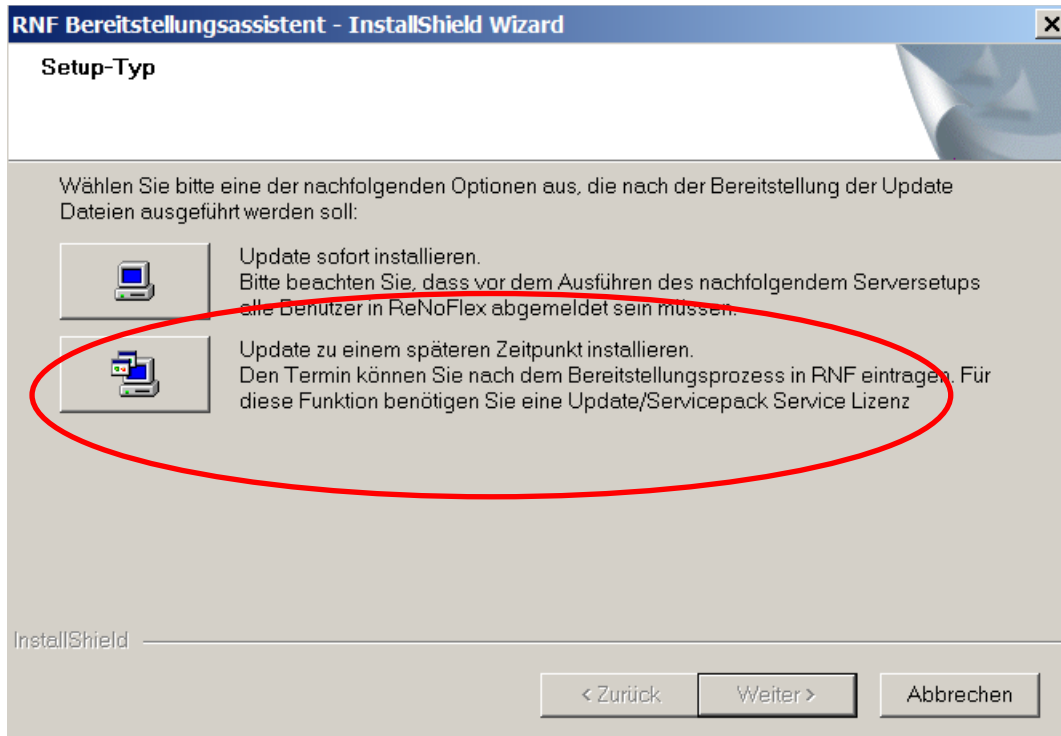 RNF Bereitstellungsassistent - InstallShield Wizard
Setup-Typ
Wählen Sie bitte eine der nachfolgenden Optionen aus, die nach der Bereitstellung der Update
Dateien ausgeführt werden soll:
Update sofort installieren.
Bitte beachten Sie, dass vor dem Ausführen des nachfolgendem Serversetups
alle Benutzer in ReNoFlex abgemeldet sein müssen.
Update zu einem späteren Zeitpunkt installieren.
Den Termin können Sie nach dem Bereitstellungsprozess in RNF eintragen. Für
diese Funktion benötigen Sie eine Update/Servicepack Service Lizenz
InstallShield
< Zurück Weiter > Abbrechen